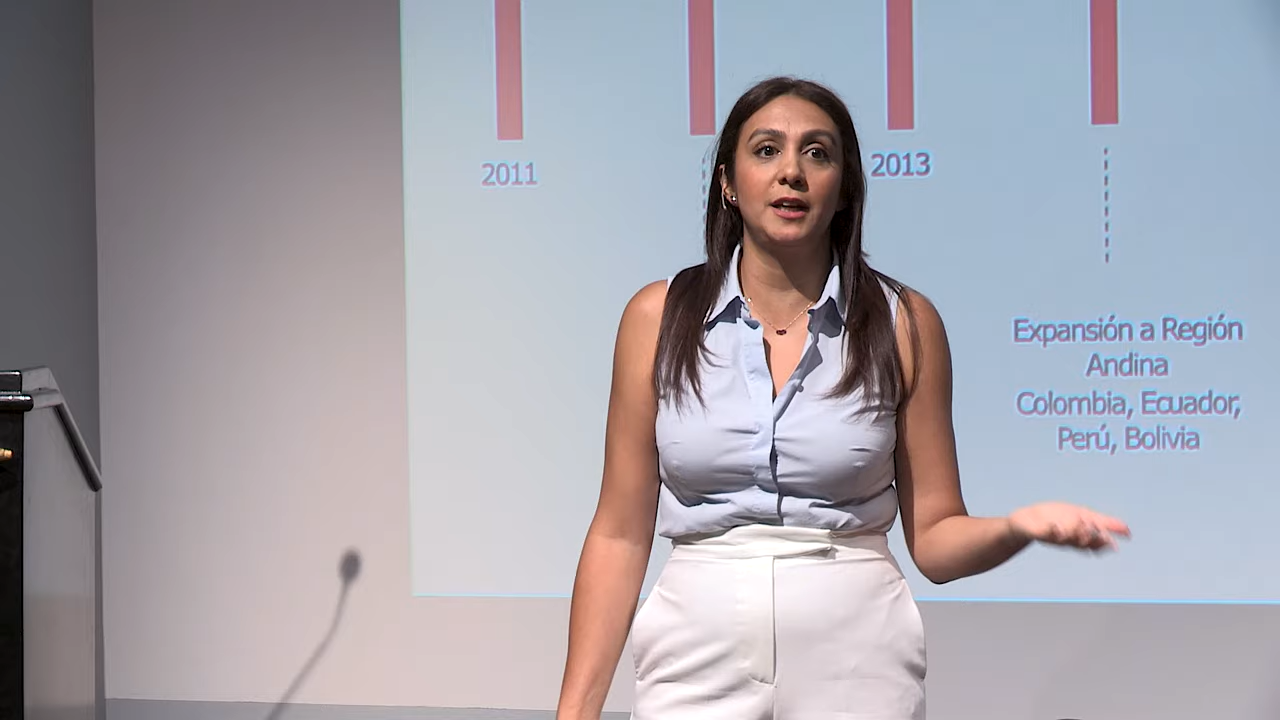 2011
2013
Expansión a Región
Andina
Colombia, Ecuador,
Perú, Bolivia